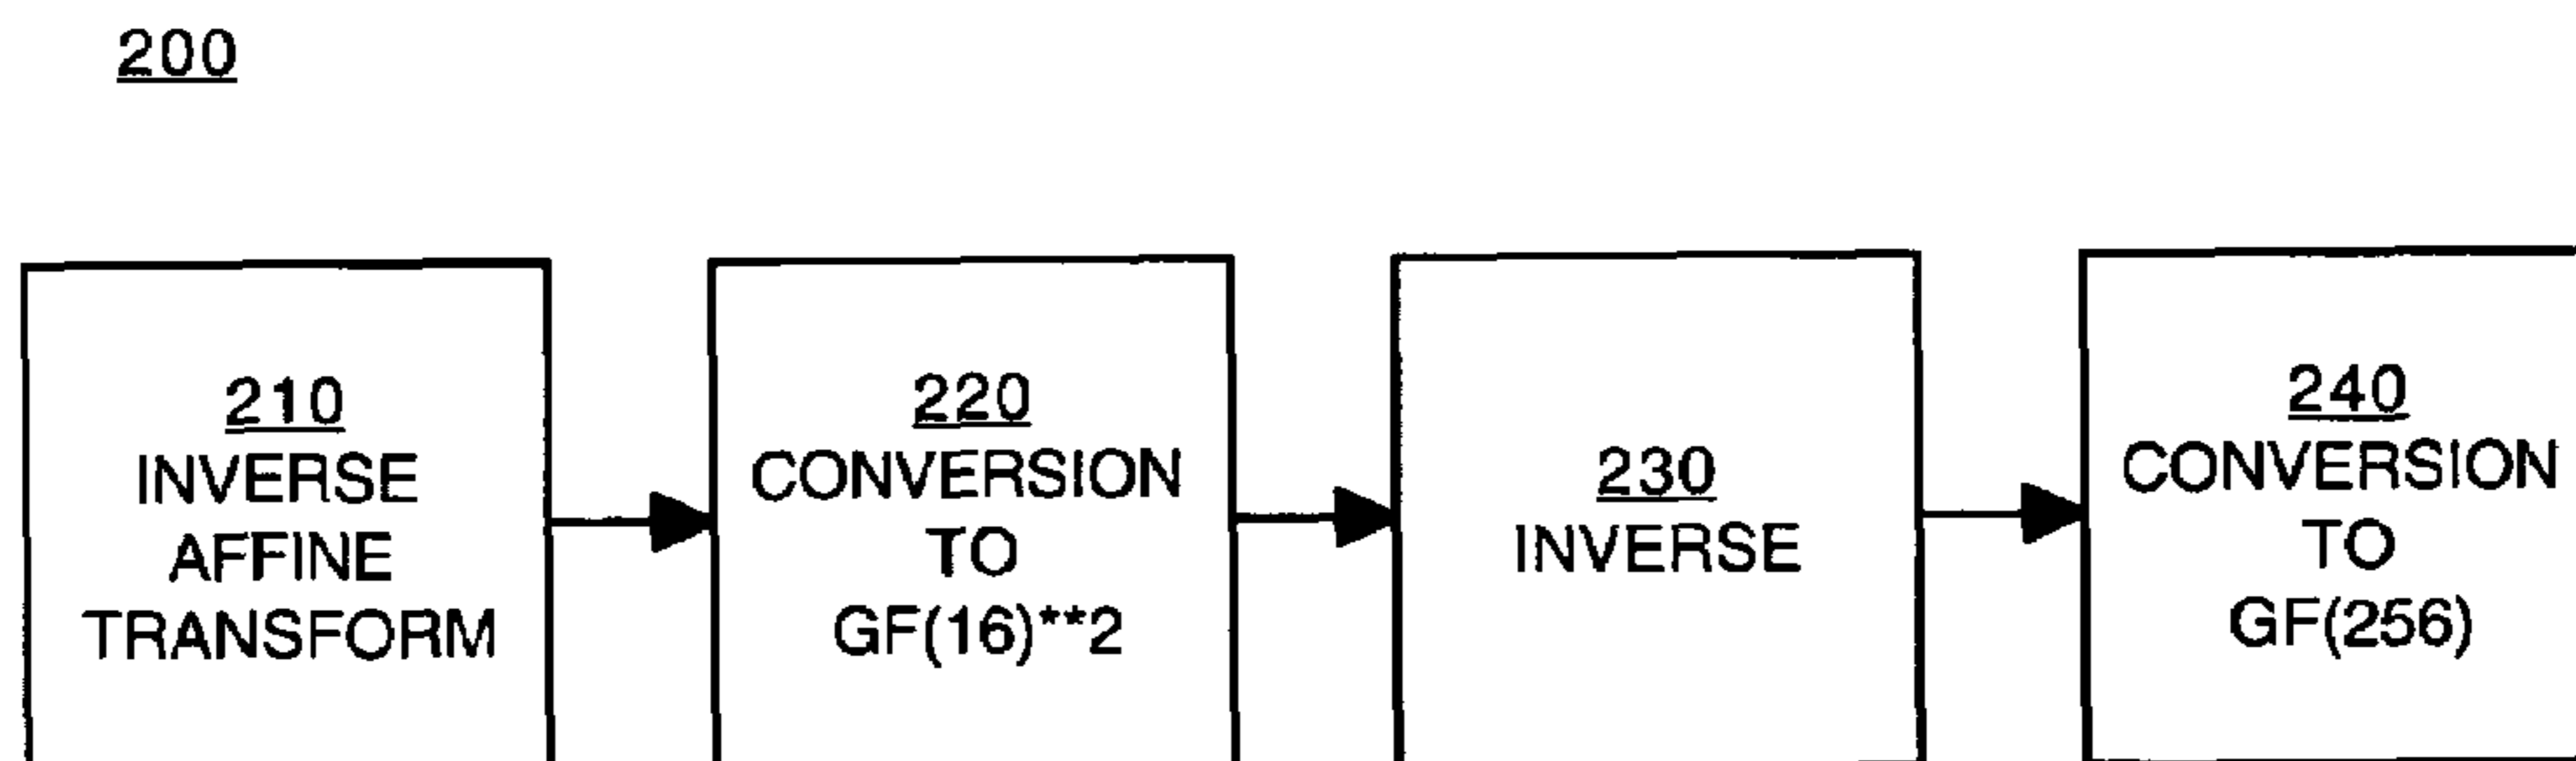 200
210
INVERSE
AFFINE
TRANSFORM
220
CONVERSION
TO
GF(16)**2
230
INVERSE
240
CONVERSION
TO
GF(256)